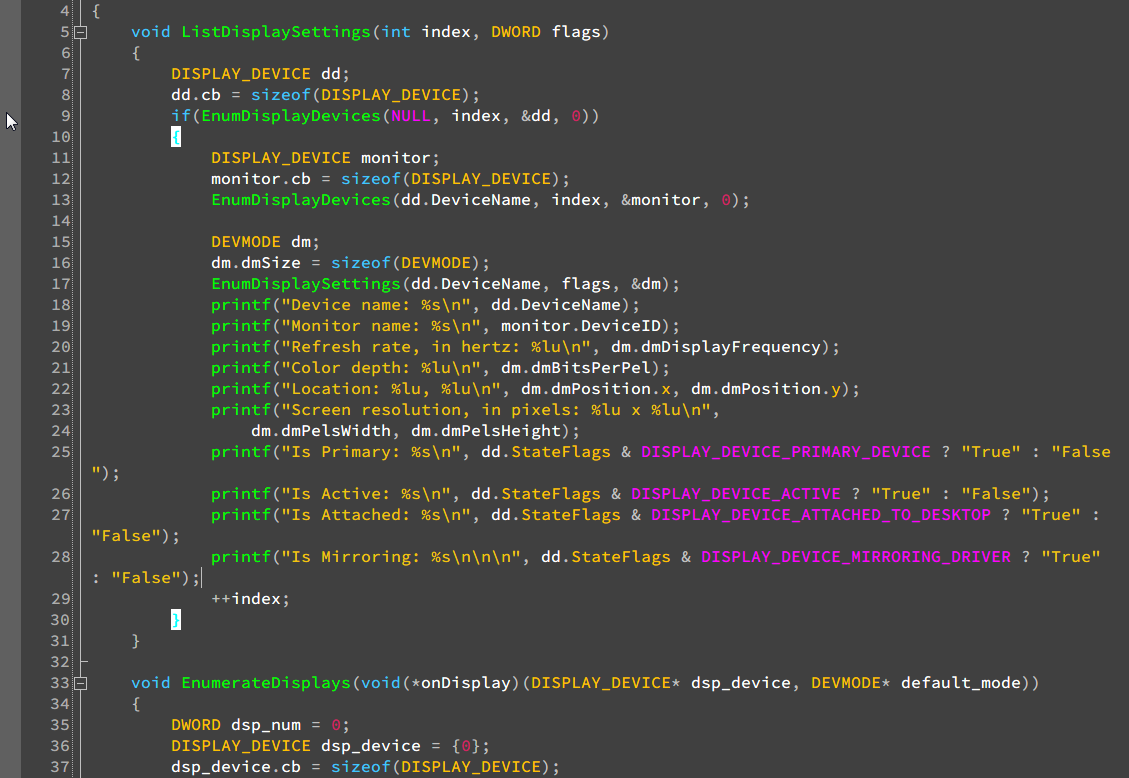 4 {
5 void ListDisplaySettings(int index, DWORD flags)
6 {
7 DISPLAY_DEVICE dd;
8 dd.cb = sizeof(DISPLAY_DEVICE);
9 if(EnumDisplayDevices(NULL, index, &dd, 0))
10 {
11 DISPLAY_DEVICE monitor;
12 monitor.cb = sizeof(DISPLAY_DEVICE);
13 EnumDisplayDevices(dd.DeviceName, index, &monitor, 0);
14
15 DEVMODE dm;
16 dm.dmSize = sizeof(DEVMODE);
17 EnumDisplaySettings(dd.DeviceName, flags, &dm);
18 printf("Device name: %s\n", dd.DeviceName);
19 printf("Monitor name: %s\n", monitor.DeviceID);
20 printf("Refresh rate, in hertz: %lu\n", dm.dmDisplayFrequency);
21 printf("Color depth: %lu\n", dm.dmBitsPerPel);
22 printf("Location: %lu, %lu\n", dm.dmPosition.x, dm.dmPosition.y);
23 printf("Screen resolution, in pixels: %lu x %lu\n",
24 dm.dmPelsWidth, dm.dmPelsHeight);
25 printf("Is Primary: %s\n", dd.StateFlags & DISPLAY_DEVICE_PRIMARY_DEVICE ? "True" : "False
");
26 printf("Is Active: %s\n", dd.StateFlags & DISPLAY_DEVICE_ACTIVE ? "True" : "False");
27 printf("Is Attached: %s\n", dd.StateFlags & DISPLAY_DEVICE_ATTACHED_TO_DESKTOP ? "True" :
"False");
28 printf("Is Mirroring: %s\n\n\n", dd.StateFlags & DISPLAY_DEVICE_MIRRORING_DRIVER ? "True"
: "False");
29 ++index;
30 }
31 }
32
33 void EnumerateDisplays(void(*onDisplay)(DISPLAY_DEVICE* dsp_device, DEVMODE* default_mode))
34 {
35 DWORD dsp_num = 0;
36 DISPLAY_DEVICE dsp_device = {0};
37 dsp_device.cb = sizeof(DISPLAY_DEVICE);